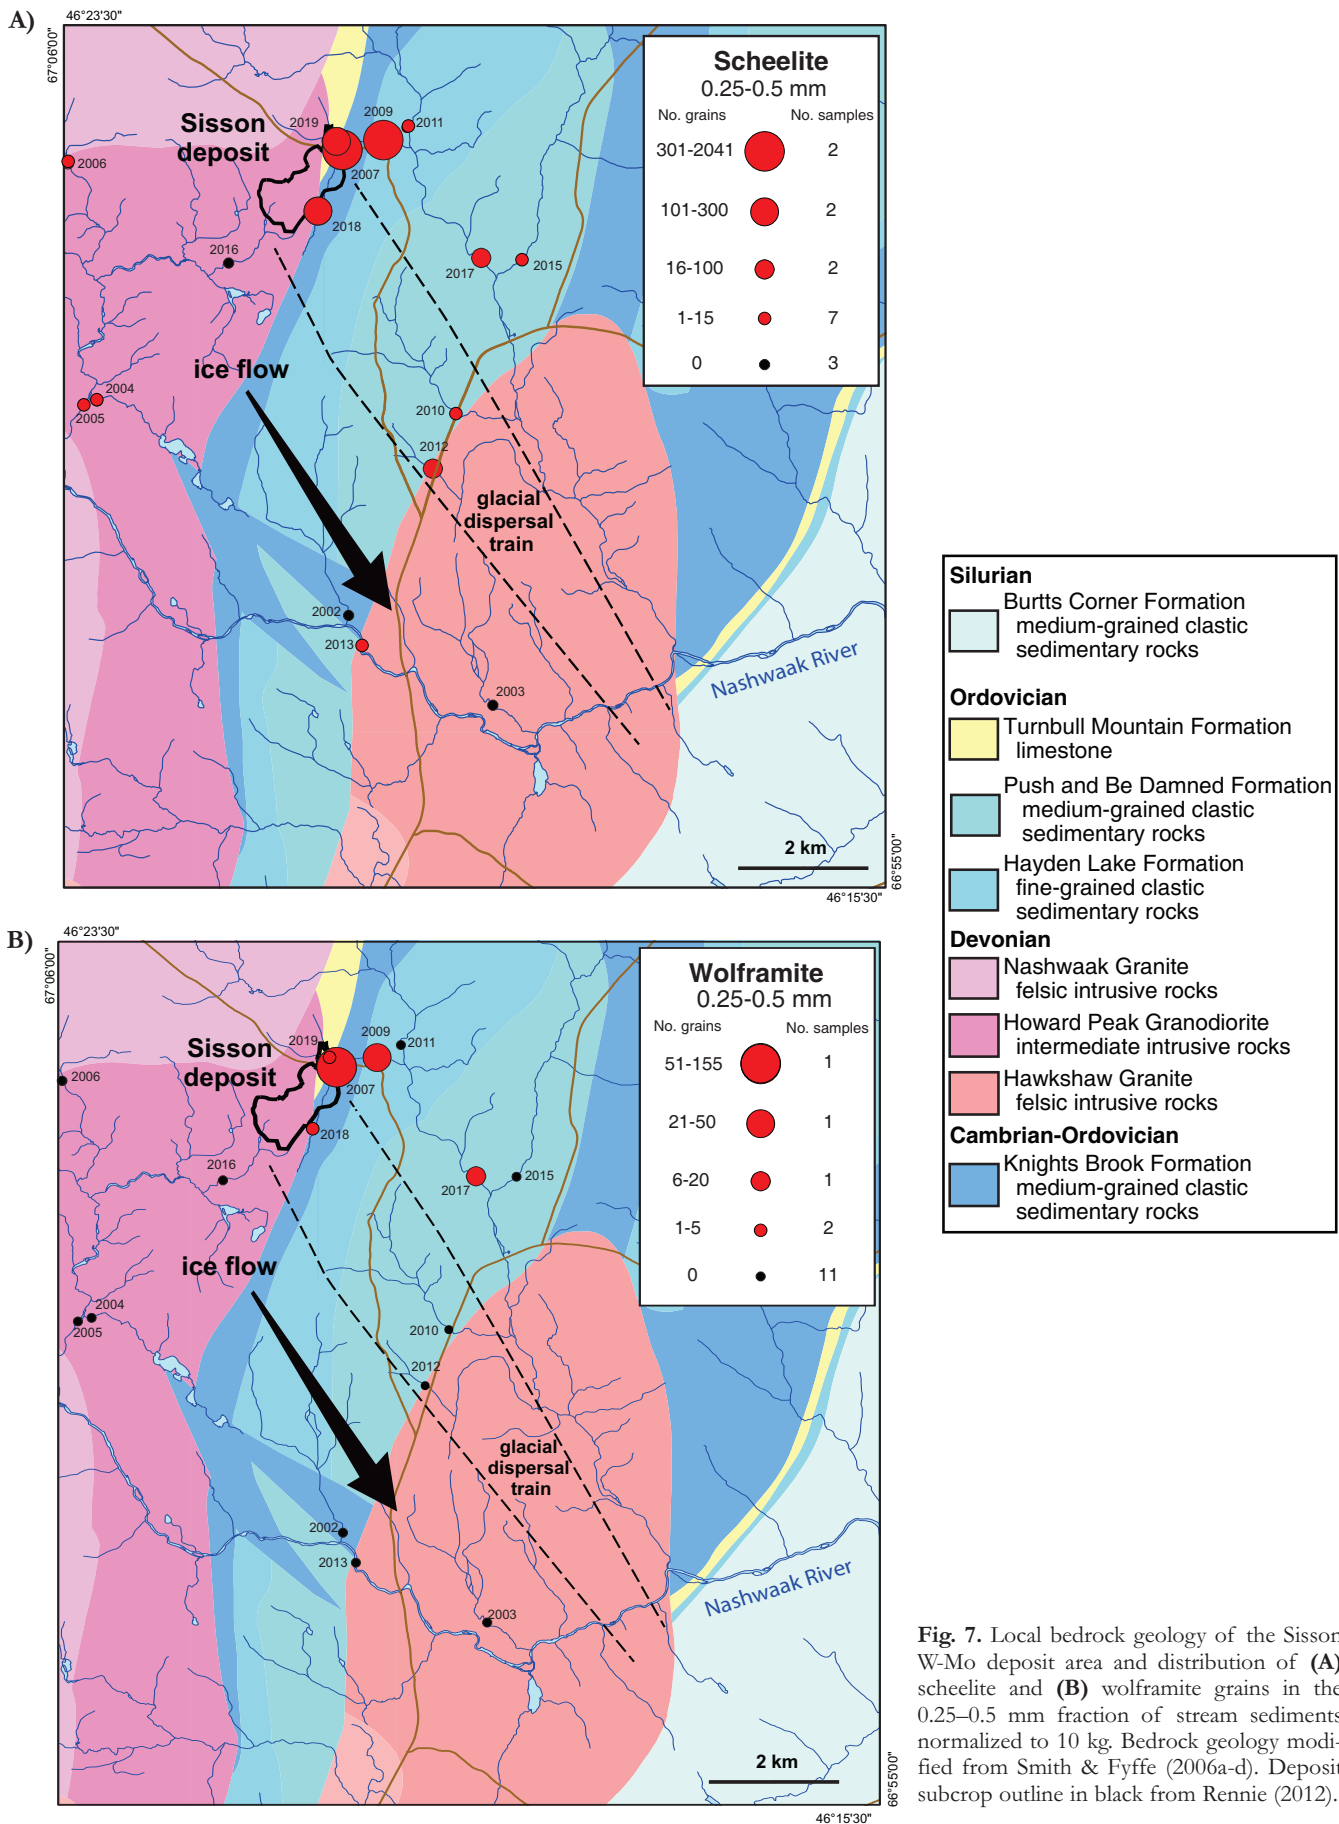 A)
46°23'30"
67°06'00"
Scheelite
0.25-0.5 mm
No. grains No. samples
301-2041 2
101-300 2
16-100 2
1-15 7
0 3
Sisson
deposit
2019
2009
2011
2006
2007
2018
2016
2017
2015
ice flow
2004
2005
2010
2012
glacial
dispersal
train
2002
2013
2003
Nashwaak River
2 km
66°55'00"
46°15'30"
B)
46°23'30"
67°06'00"
Wolframite
0.25-0.5 mm
No. grains No. samples
51-155 1
21-50 1
6-20 1
1-5 2
0 11
Sisson
deposit
2019
2009
2011
2006
2007
2018
2016
2017
2015
ice flow
2004
2005
2010
2012
glacial
dispersal
train
2002
2013
2003
Nashwaak River
2 km
66°55'00"
46°15'30"
Silurian
Burtts Corner Formation
medium-grained clastic
sedimentary rocks
Ordovician
Turnbull Mountain Formation
limestone
Push and Be Damned Formation
medium-grained clastic
sedimentary rocks
Hayden Lake Formation
fine-grained clastic
sedimentary rocks
Devonian
Nashwaak Granite
felsic intrusive rocks
Howard Peak Granodiorite
intermediate intrusive rocks
Hawkshaw Granite
felsic intrusive rocks
Cambrian-Ordovician
Knights Brook Formation
medium-grained clastic
sedimentary rocks
Fig. 7. Local bedrock geology of the Sisson
W-Mo deposit area and distribution of (A)
scheelite and (B) wolframite grains in the
0.25–0.5 mm fraction of stream sediments
normalized to 10 kg. Bedrock geology modi-
fied from Smith & Fyffe (2006a-d). Deposit
subcrop outline in black from Rennie (2012).